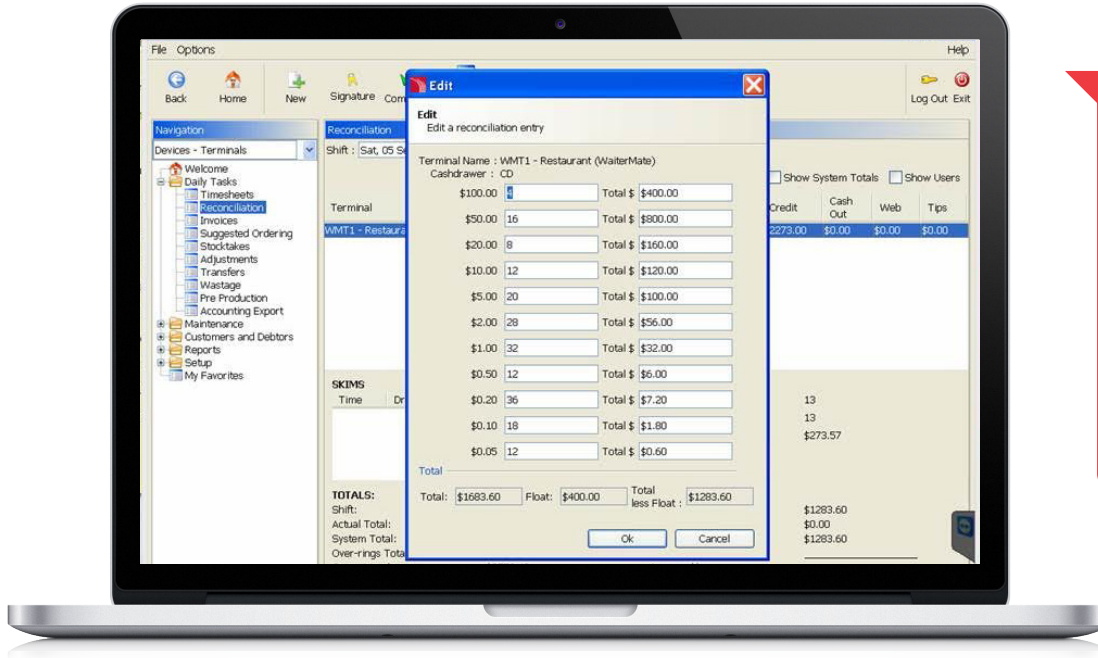 File Options Help
Back Home New Signature Log Out Exit
Navigation
Devices - Terminals
Welcome
Daily Tasks
Timesheets
Reconciliation
Invoices
Suggested Ordering
Stocktakes
Adjustments
Transfers
Wastage
Pre Production
Accounting Export
Maintenance
Customers and Debtors
Reports
Setup
My Favorites
Reconciliation
Shift : Sat, 05
Show System Totals Show Users
Terminal Credit Cash Out Web Tips
WMT1 - 2273.00 $0.00 $0.00 $0.00
SKIMS
Time
13
13
$273.57
TOTALS:
Shift: $1283.60
Actual Total: $0.00
System Total: $1283.60
Over-rings
Edit
Edit
Edit a reconciliation entry
Terminal Name : WMT1 - Restaurant (WaiterMate)
Cashdrawer : CD
$100.00 4 Total $ $400.00
$50.00 16 Total $ $800.00
$20.00 8 Total $ $160.00
$10.00 12 Total $ $120.00
$5.00 20 Total $ $100.00
$2.00 28 Total $ $56.00
$1.00 32 Total $ $32.00
$0.50 12 Total $ $6.00
$0.20 36 Total $ $7.20
$0.10 18 Total $ $1.80
$0.05 12 Total $ $0.60
Total
Total: $1683.60 Float: $400.00 Total less Float : $1283.60
Ok Cancel